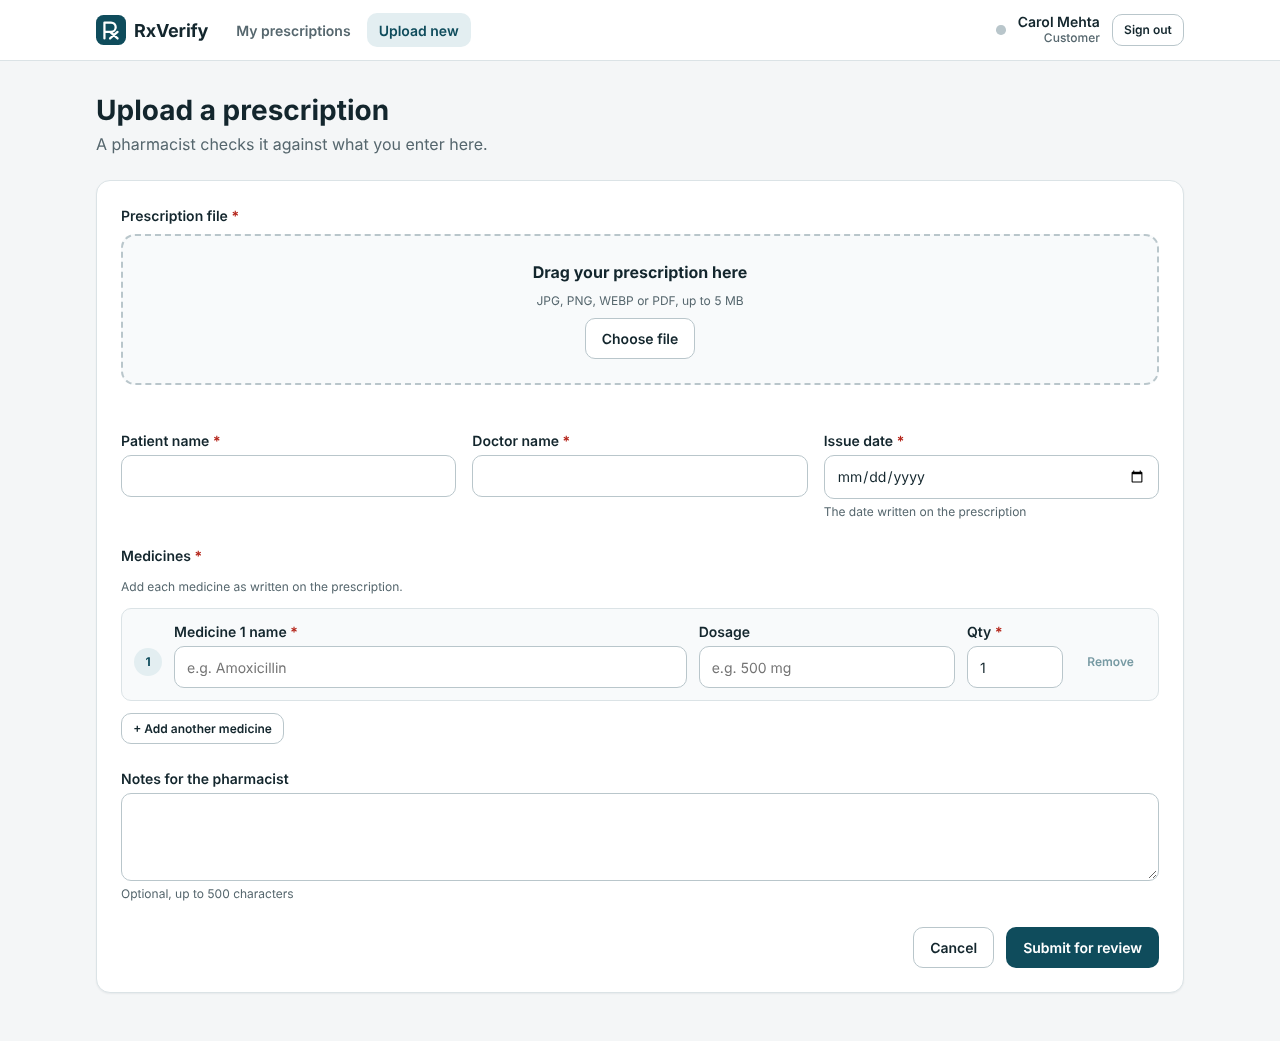 RxVerify
My prescriptions
Upload new
Carol Mehta
Customer
Sign out
Upload a prescription
A pharmacist checks it against what you enter here.
Prescription file *
Drag your prescription here
JPG, PNG, WEBP or PDF, up to 5 MB
Choose file
Patient name *
Doctor name *
Issue date *
mm/dd/yyyy
The date written on the prescription
Medicines *
Add each medicine as written on the prescription.
Medicine 1 name *
Dosage
Qty *
1
e.g. Amoxicillin
e.g. 500 mg
1
Remove
+ Add another medicine
Notes for the pharmacist
Optional, up to 500 characters
Cancel
Submit for review